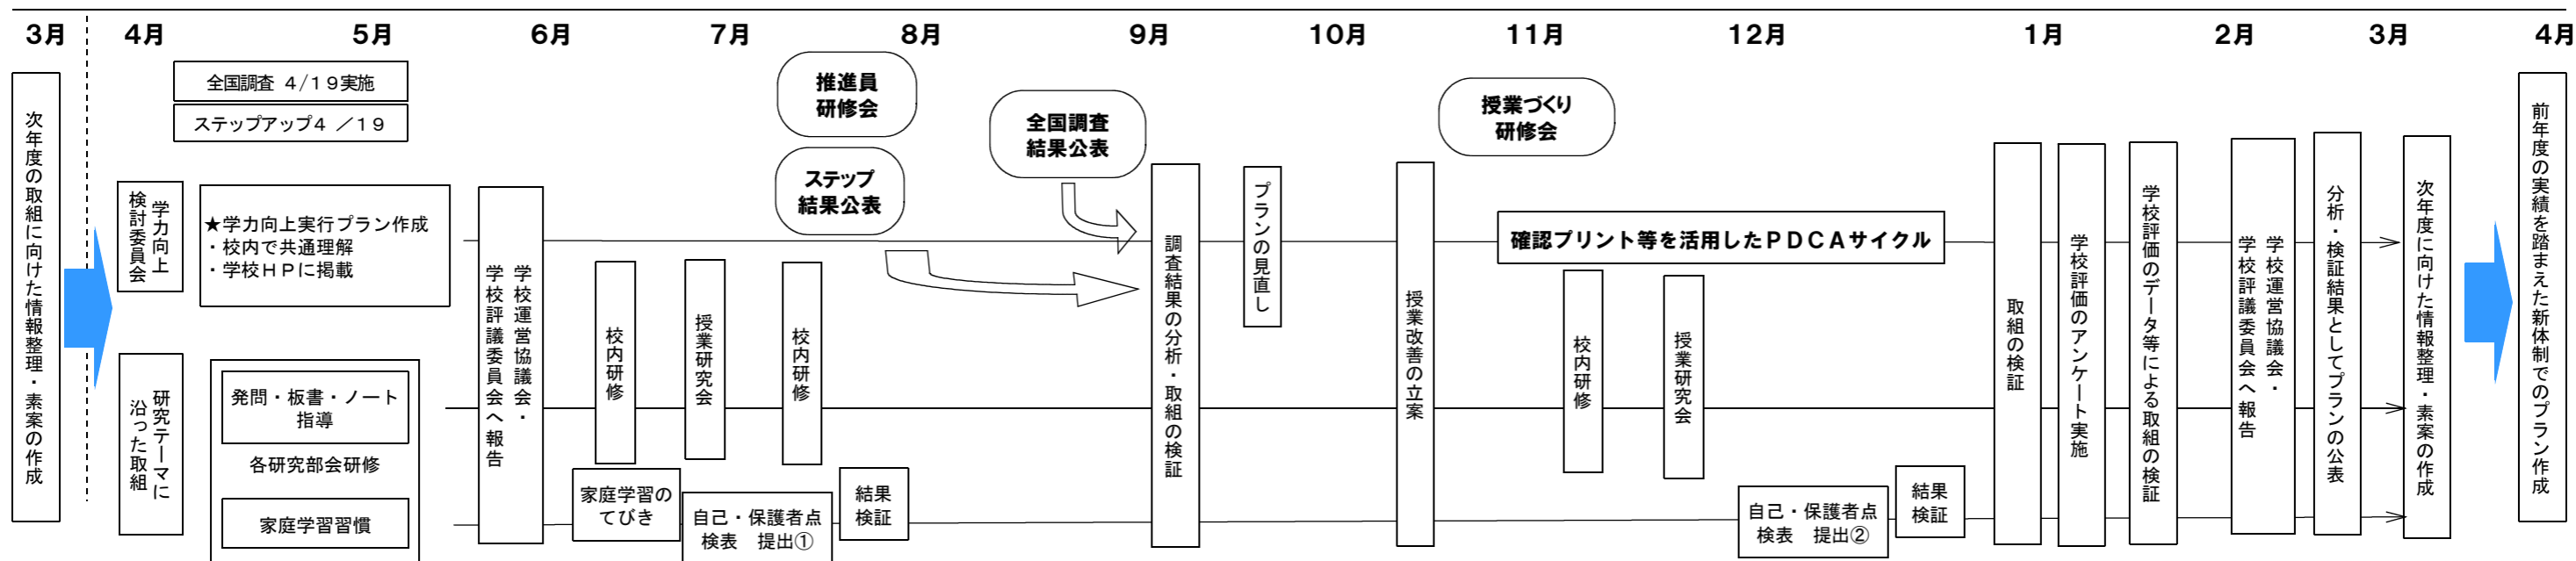 3月
4月
5月
6月
7月
8月
9月
10月
11月
12月
1月
2月
3月
4月
次年度の取組に向けた情報整理・素案の作成
全国調査 4/19実施
ステップアップ4 /19
学力向上
検討委員会
★学力向上実行プラン作成
・校内で共通理解
・学校HPに掲載
研究テーマに
沿った取組
発問・板書・ノート
指導
各研究部会研修
家庭学習習慣
学校運営協議会・
学校評議委員会へ報告
校内研修
授業研究会
校内研修
家庭学習の
てびき
自己・保護者点
検表 提出①
結果
検証
推進員
研修会
ステップ
結果公表
全国調査
結果公表
調査結果の分析・取組の検証
プランの見直し
授業改善の立案
授業づくり
研修会
確認プリント等を活用したPDCAサイクル
校内研修
授業研究会
自己・保護者点
検表 提出②
結果
検証
取組の検証
学校評価のアンケート実施
学校評価のデータ等による取組の検証
学校運営協議会・
学校評議委員会へ報告
分析・検証結果としてプランの公表
次年度に向けた情報整理・素案の作成
前年度の実績を踏まえた新体制でのプラン作成